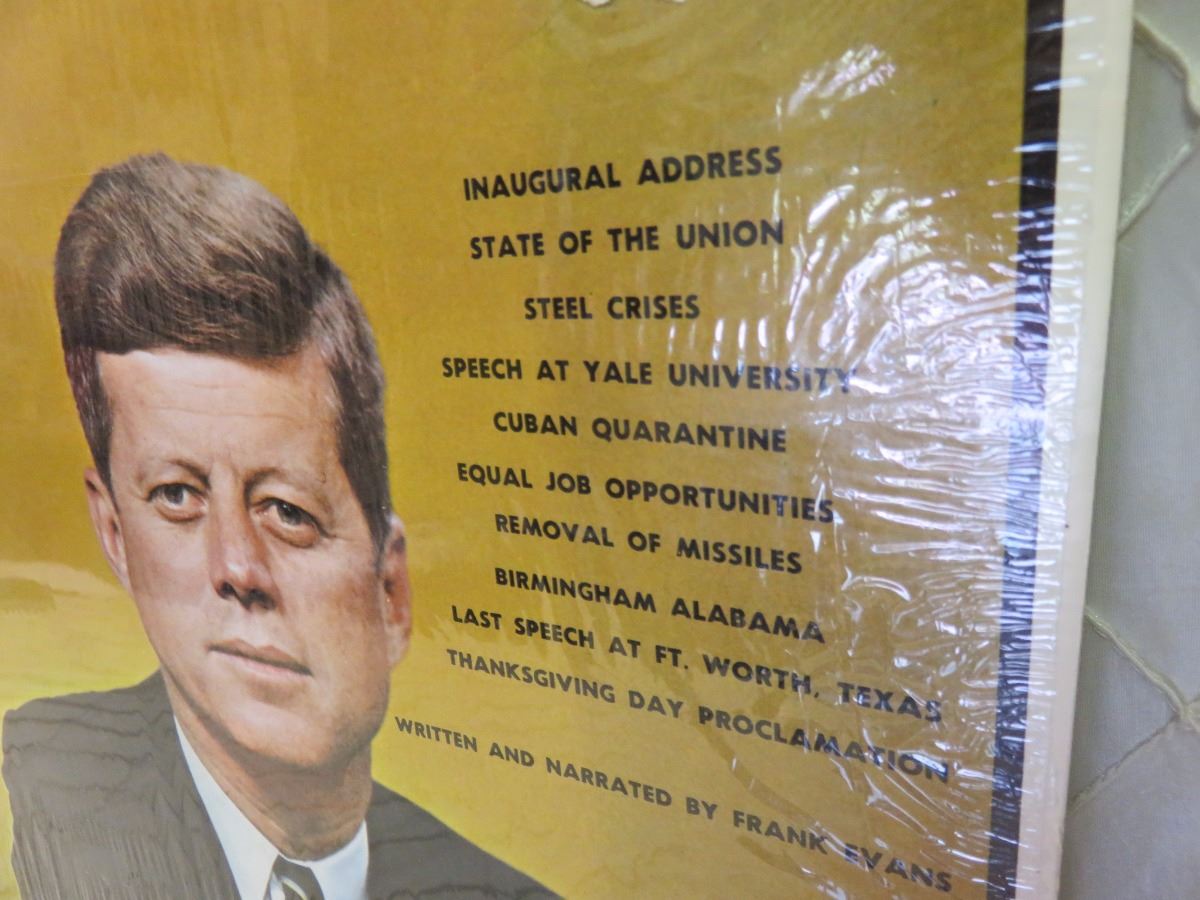 INAUGURAL ADDRESS
STATE OF THE UNION
STEEL CRISES
SPEECH AT YALE UNIVERSITY
CUBAN QUARANTINE
EQUAL JOB OPPORTUNITIES
REMOVAL OF MISSILES
BIRMINGHAM ALABAMA
LAST SPEECH AT FT. WORTH, TEXAS
THANKSGIVING DAY PROCLAMATION
WRITTEN AND NARRATED BY FRANK EVANS